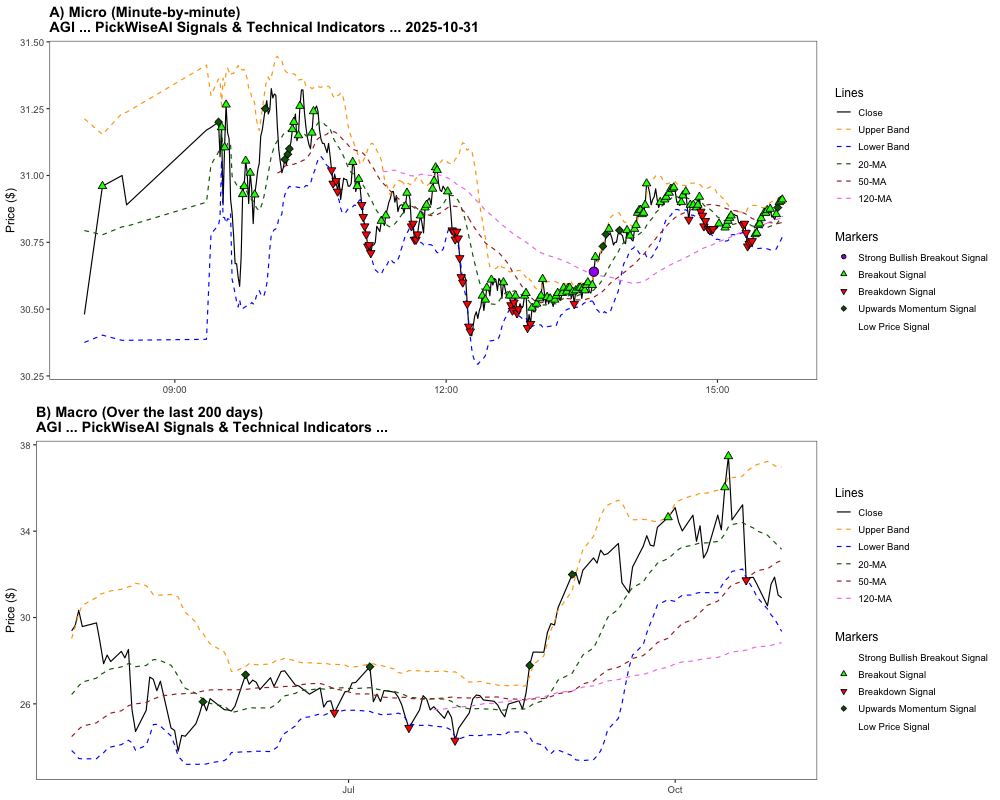 A) Micro (Minute-by-minute)
AGI ... PickWiseAI Signals & Technical Indicators ... 2025-10-31
31.50
31.25
31.00
30.75
30.50
30.25
Price ($)
09:00
12:00
15:00
Lines
Close
Upper Band
Lower Band
20-MA
50-MA
120-MA
Markers
Strong Bullish Breakout Signal
Breakout Signal
Breakdown Signal
Upwards Momentum Signal
Low Price Signal
B) Macro (Over the last 200 days)
AGI ... PickWiseAI Signals & Technical Indicators ...
38
34
30
26
Price ($)
Jul
Oct
Lines
Close
Upper Band
Lower Band
20-MA
50-MA
120-MA
Markers
Strong Bullish Breakout Signal
Breakout Signal
Breakdown Signal
Upwards Momentum Signal
Low Price Signal